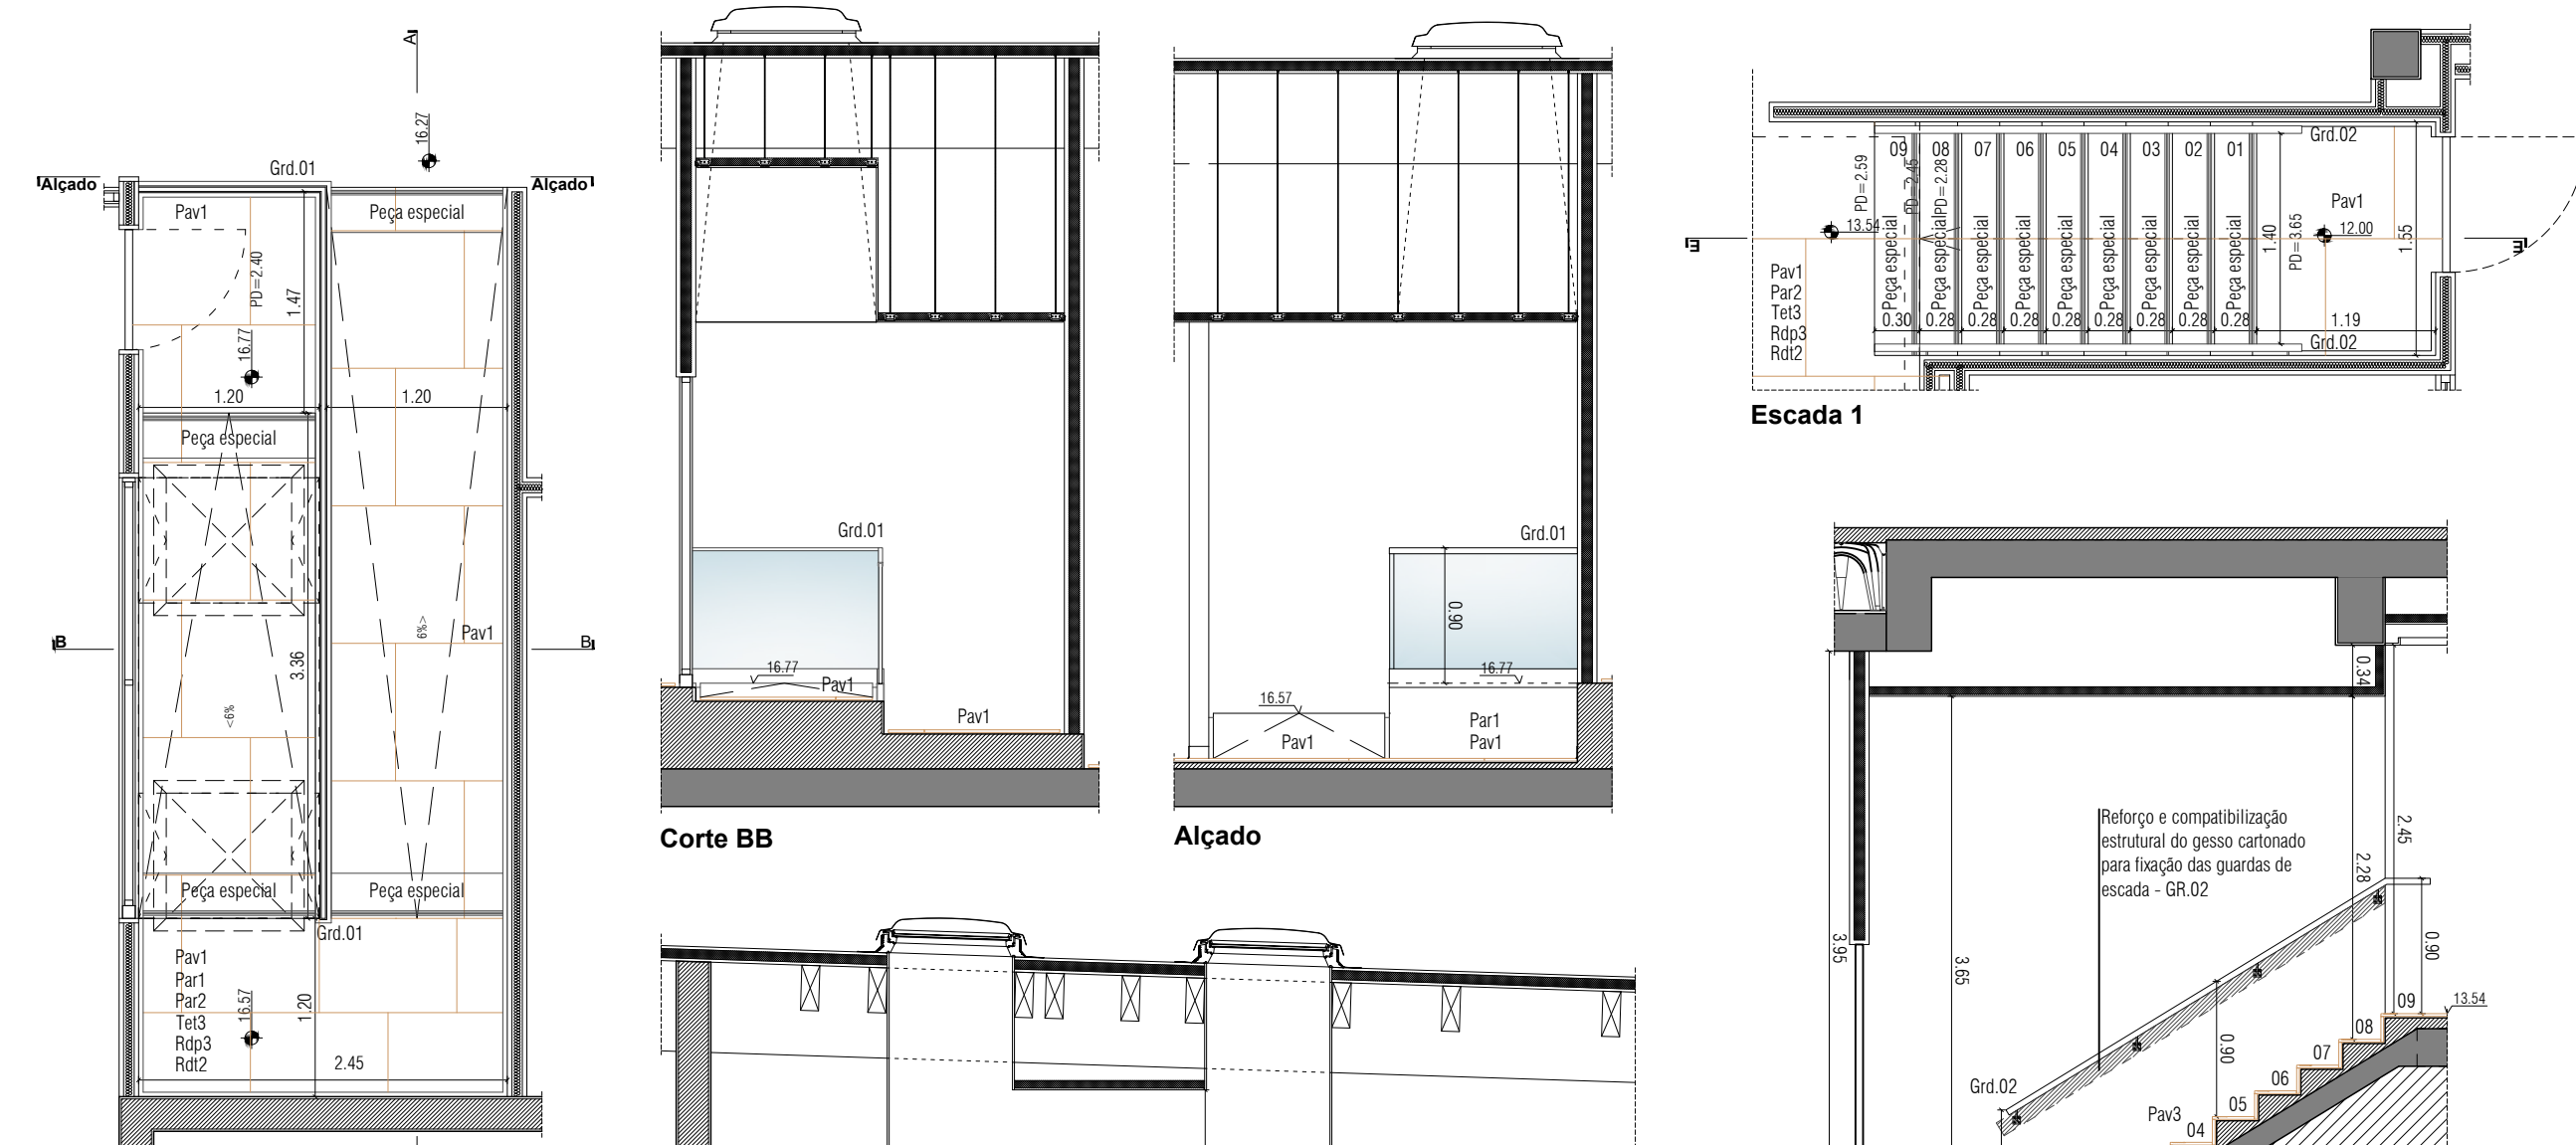 A
16.27
Grd.01
Alçado
Alçado
Pav1
Peça especial
PD=2.40
1.47
16.77
1.20
1.20
Peça especial
6%>
Pav1
B
B
3.36
<6%
Peça especial
Peça especial
Grd.01
Pav1
Par1
Par2
Tet3
Rdp3
Rdt2
16.57
1.20
2.45
Grd.01
16.77
Pav1
Pav1
Corte BB
Grd.01
0.90
16.77
16.57
Pav1
Par1
Pav1
Alçado
Grd.02
09 08 07 06 05 04 03 02 01
PD=2.59
PD=2.45
PD=2.28
Pav1
13.54
12.00
E
E
Peça especial
Peça especial
Peça especial
Peça especial
Peça especial
Peça especial
Peça especial
Peça especial
Peça especial
1.40
PD=3.65
1.55
Pav1
Par2
Tet3
Rdp3
Rdt2
0.30 0.28 0.28 0.28 0.28 0.28 0.28 0.28 0.28 1.19
Grd.02
Escada 1
0.34
Reforço e compatibilização
estrutural do gesso cartonado
para fixação das guardas de
escada - GR.02
2.45
2.28
3.95
3.65
0.90
0.90
09
13.54
08
07
06
05
04
Grd.02
Pav3